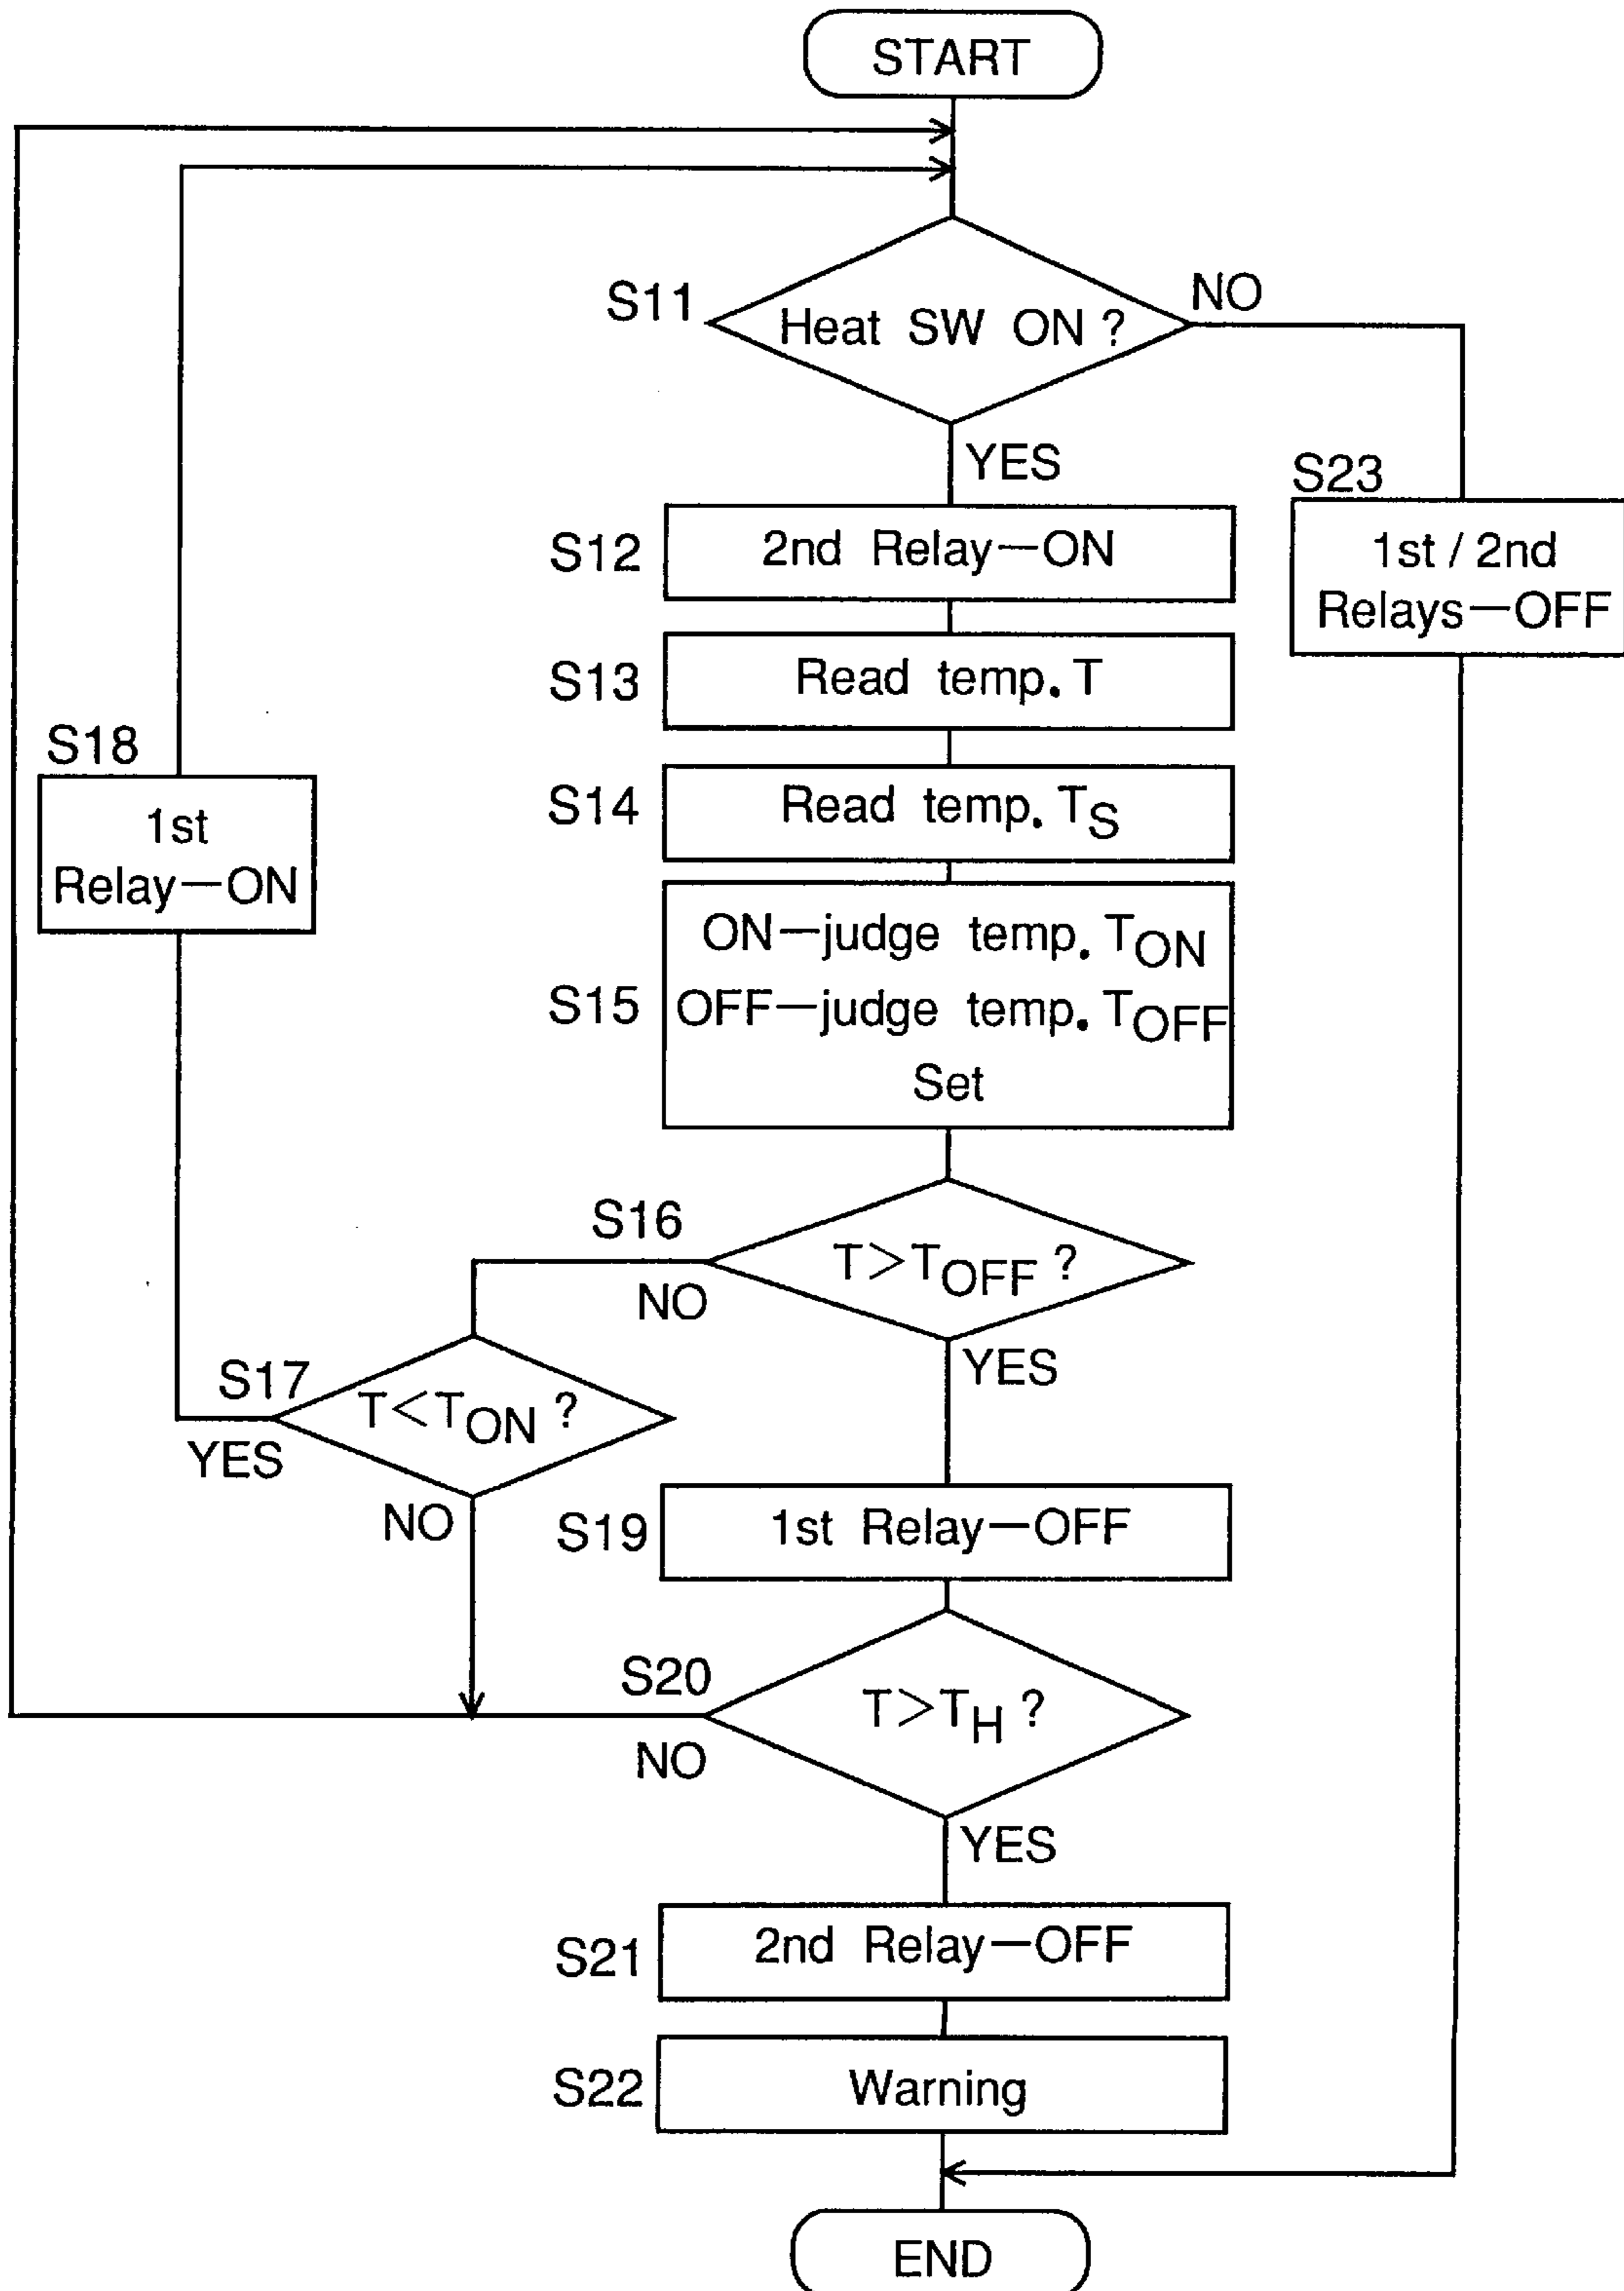 START
S11
Heat SW ON ?
NO
YES
S12
2nd Relay—ON
S23
1st / 2nd
Relays—OFF
S13
Read temp. T
S14
Read temp. TS
S18
1st
Relay—ON
S15
ON—judge temp. TON
OFF—judge temp. TOFF
Set
S16
T>TOFF ?
NO
YES
S17
T<TON ?
YES
NO
S19
1st Relay—OFF
S20
T>TH ?
NO
YES
S21
2nd Relay—OFF
S22
Warning
END